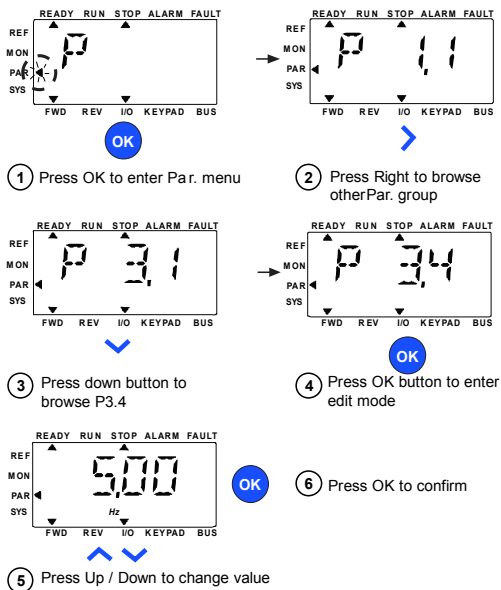 READY RUN STOP ALARM FAULT
REF
MON
PAR
SYS
P
FWD REV I/O KEYPAD BUS
OK
1 Press OK to enter Par. menu
READY RUN STOP ALARM FAULT
REF
MON
PAR
SYS
P 1,1
FWD REV I/O KEYPAD BUS
2 Press Right to browse
otherPar. group
READY RUN STOP ALARM FAULT
REF
MON
PAR
SYS
P 3,1
FWD REV I/O KEYPAD BUS
3 Press down button to
browse P3.4
READY RUN STOP ALARM FAULT
REF
MON
PAR
SYS
P 3,4
FWD REV I/O KEYPAD BUS
OK
4 Press OK button to enter
edit mode
READY RUN STOP ALARM FAULT
REF
MON
PAR
SYS
5,00
Hz
FWD REV I/O KEYPAD BUS
OK
6 Press OK to confirm
5 Press Up / Down to change value